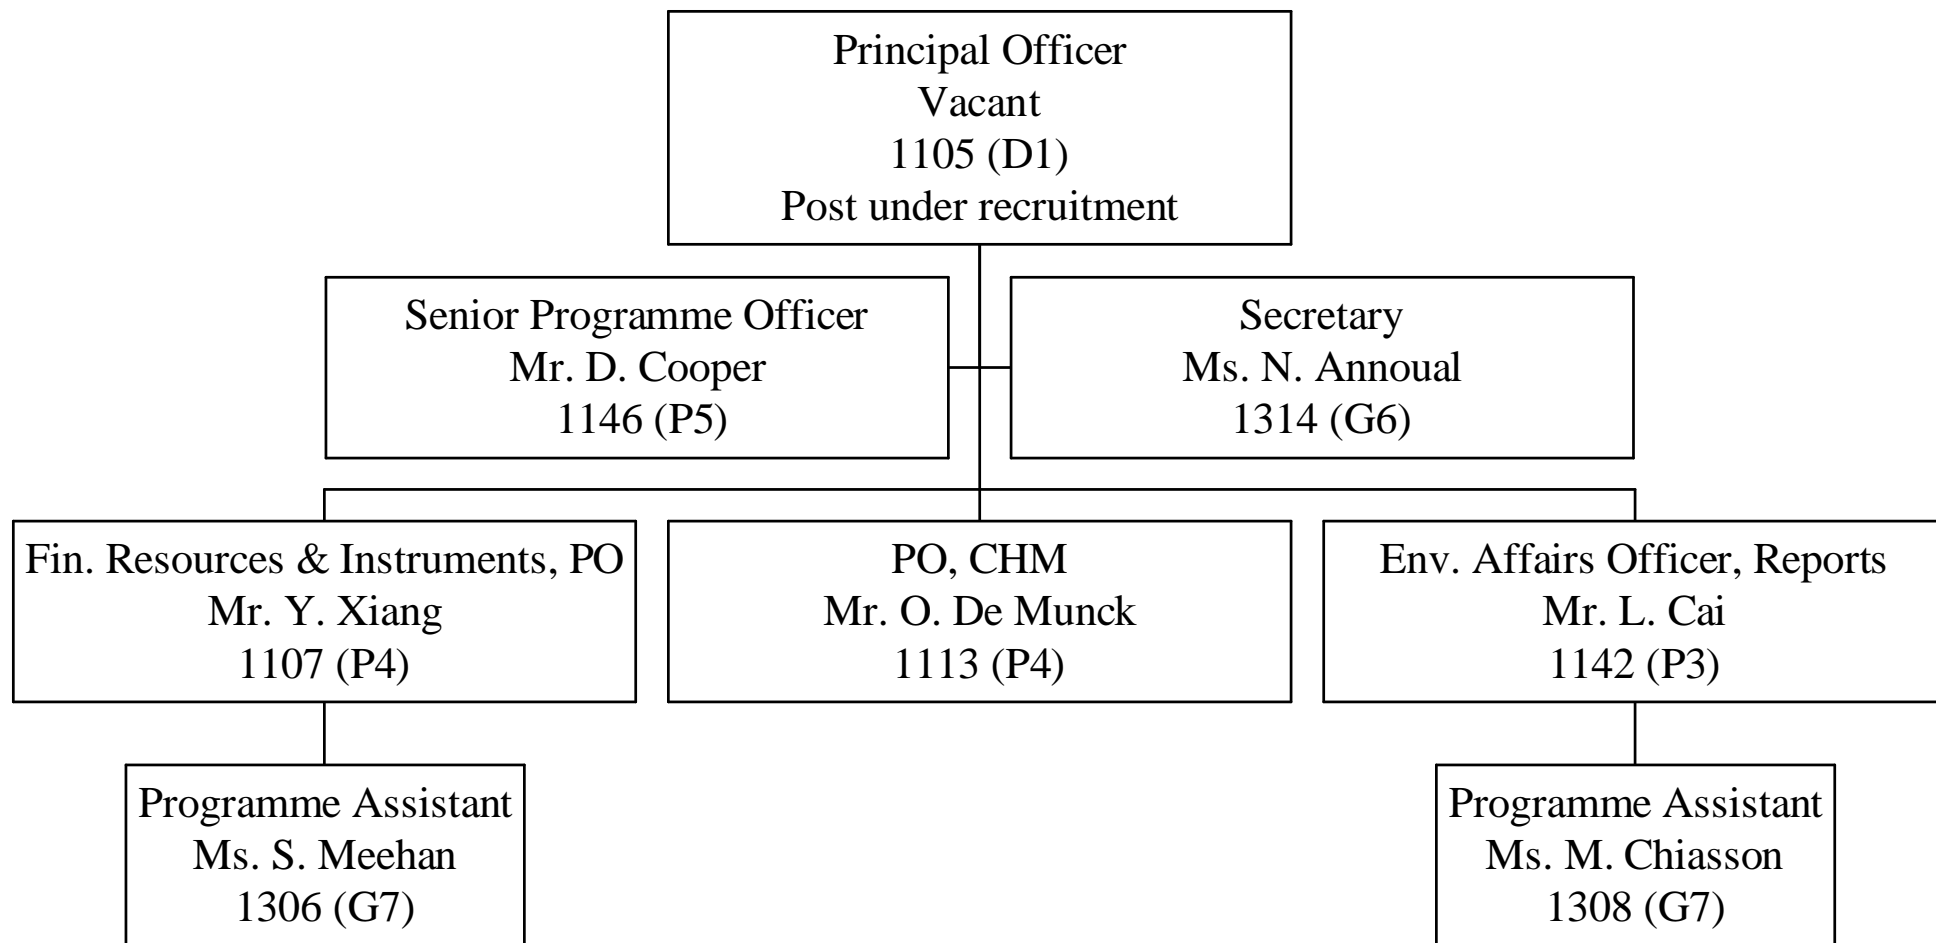 Principal Officer
Vacant
1105 (D1)
Post under recruitment
Senior Programme Officer
Mr. D. Cooper
1146 (P5)
Secretary
Ms. N. Annoual
1314 (G6)
Fin. Resources & Instruments, PO
Mr. Y. Xiang
1107 (P4)
PO, CHM
Mr. O. De Munck
1113 (P4)
Env. Affairs Officer, Reports
Mr. L. Cai
1142 (P3)
Programme Assistant
Ms. S. Meehan
1306 (G7)
Programme Assistant
Ms. M. Chiasson
1308 (G7)